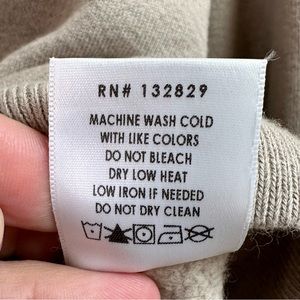 RN# 132829
MACHINE WASH COLD
WITH LIKE COLORS
DO NOT BLEACH
DRY LOW HEAT
LOW IRON IF NEEDED
DO NOT DRY CLEAN